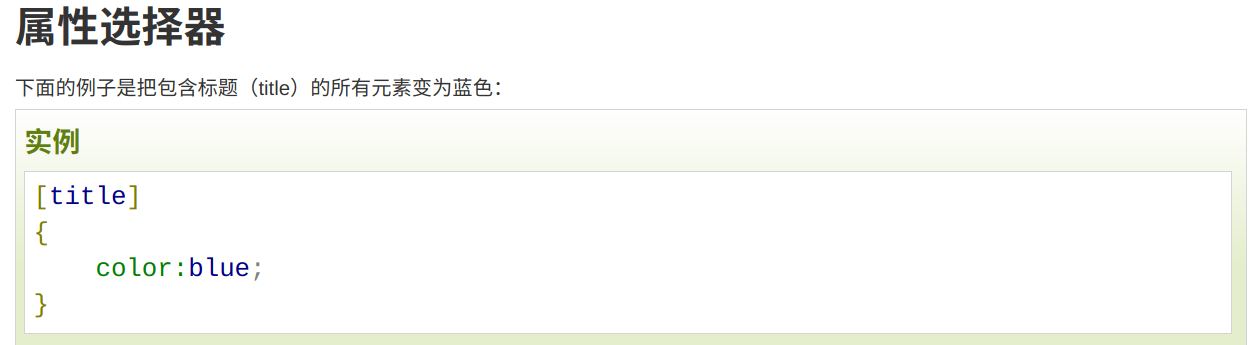 属性选择器
下面的例子是把包含标题（title）的所有元素变为蓝色：
实例
[title]
{
    color:blue;
}